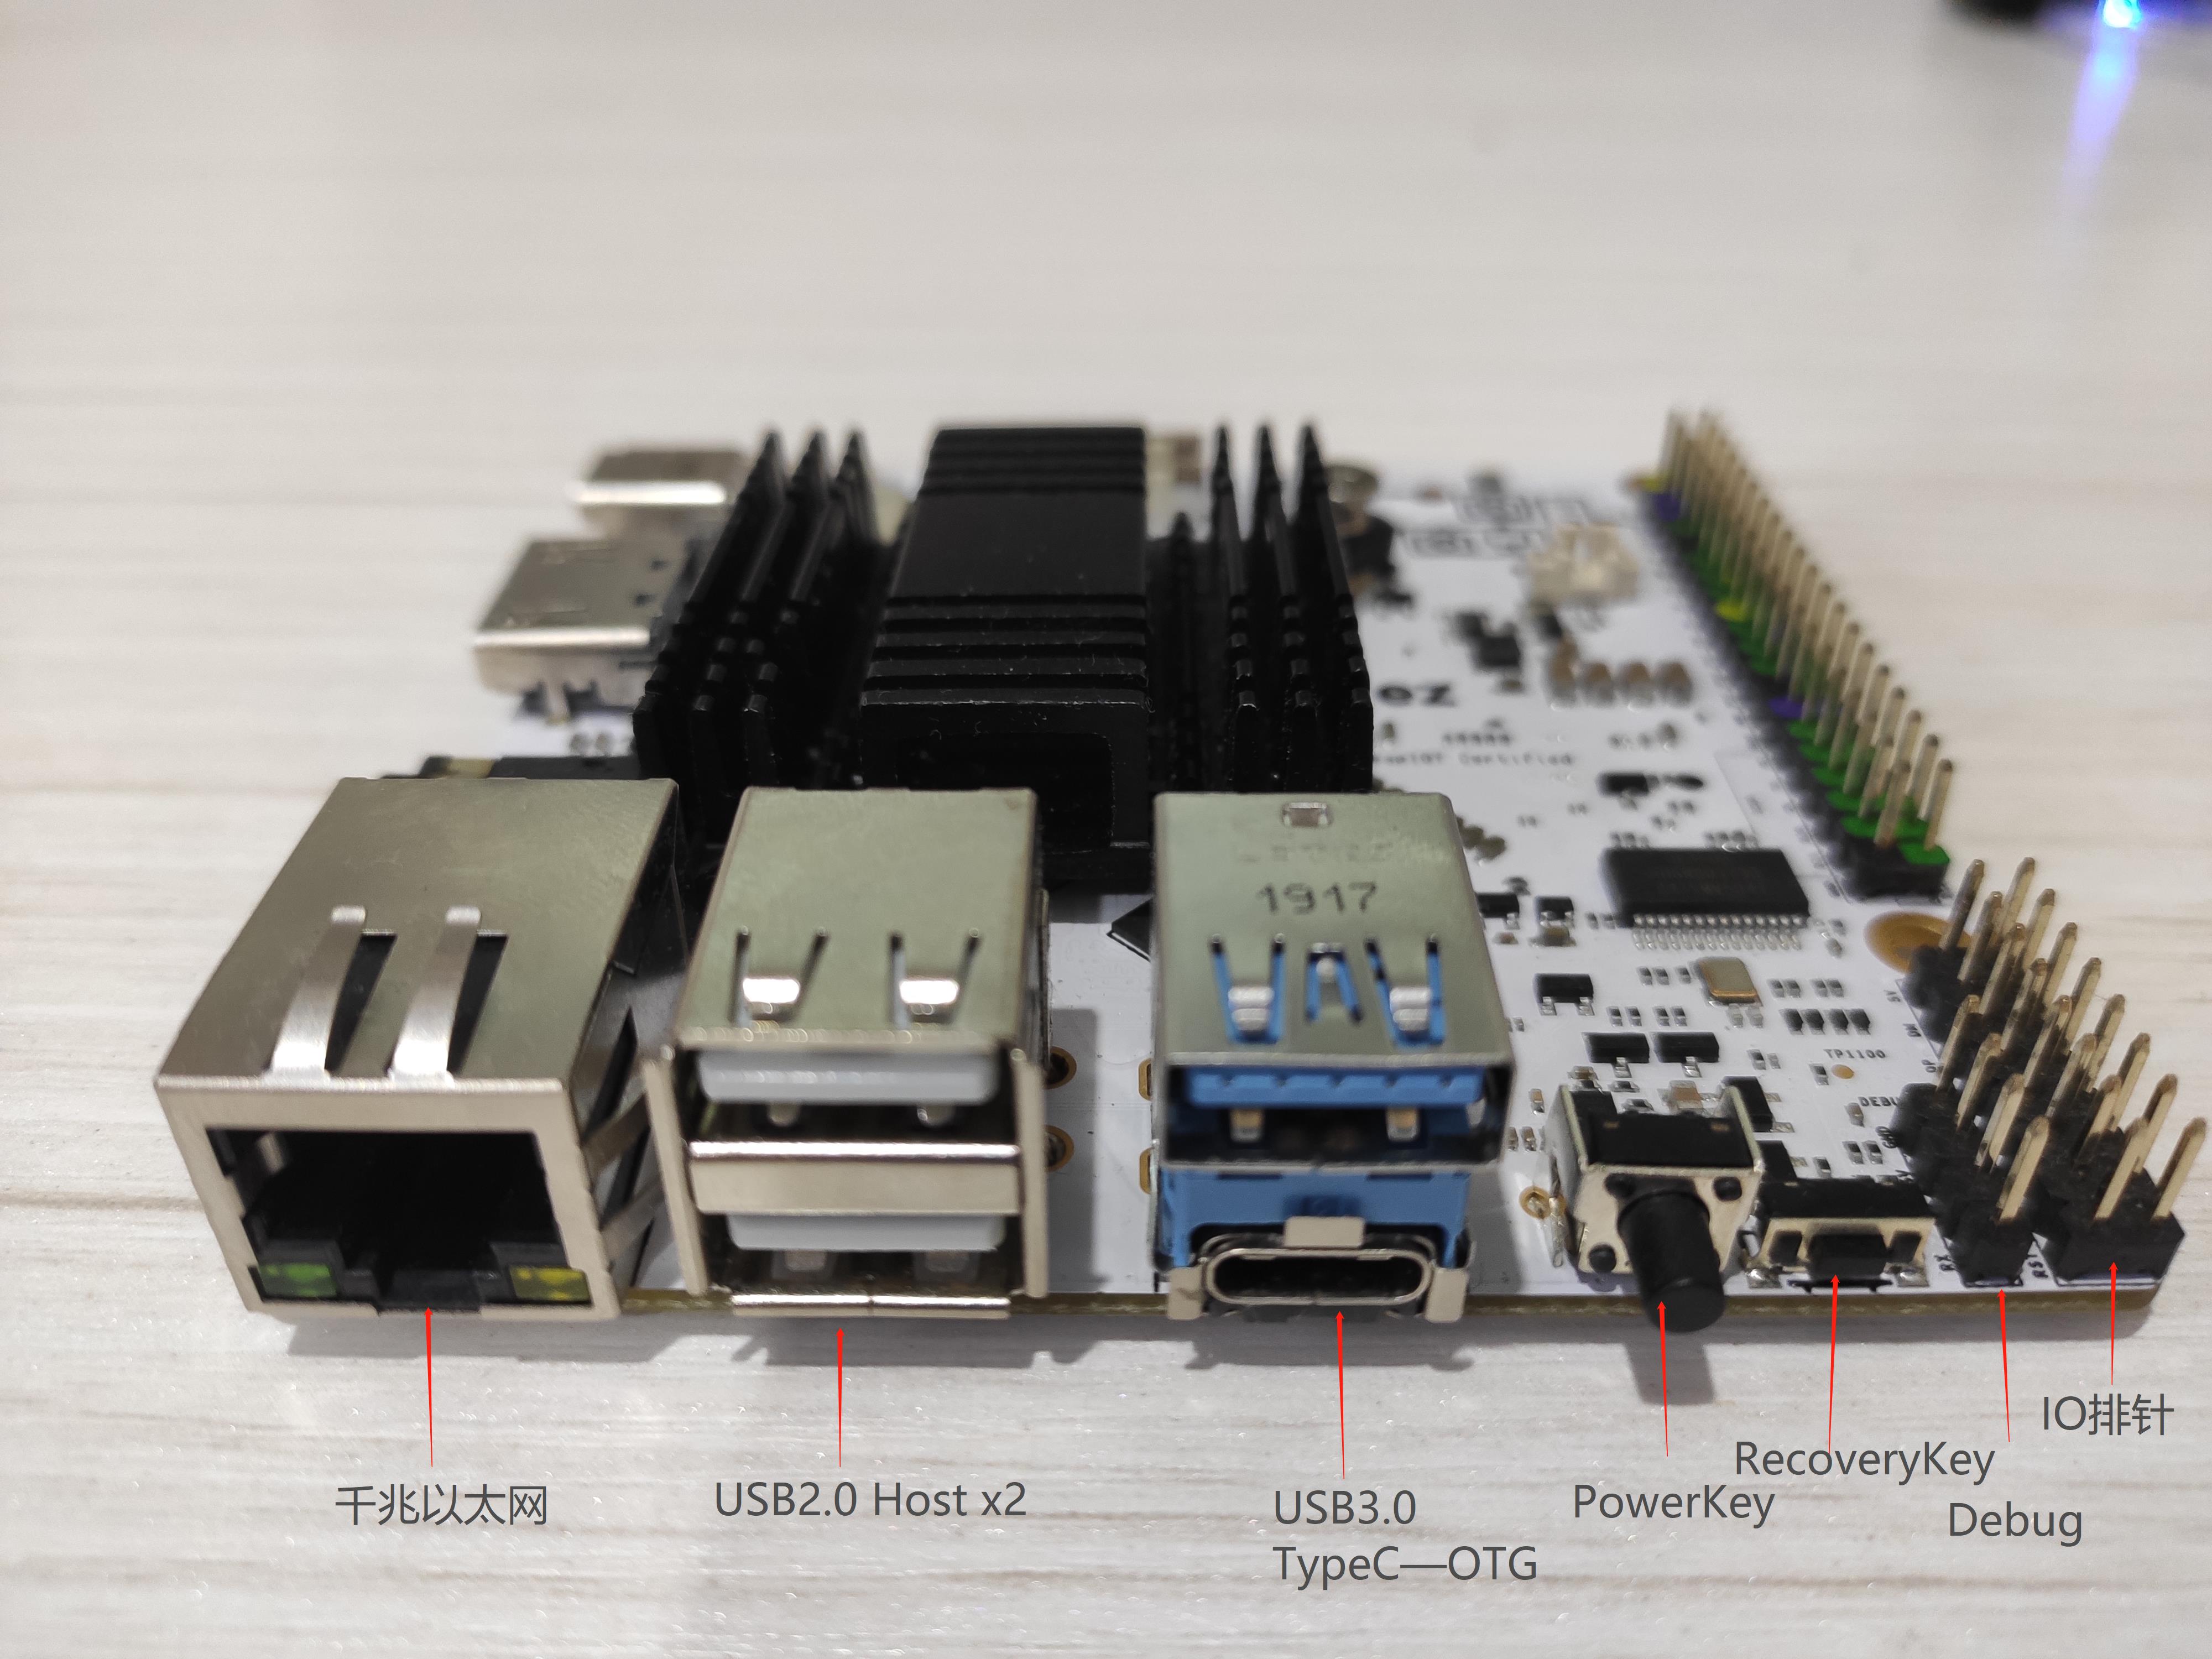 1917
TP1100
RX
RST
IO排针
RecoveryKey
千兆以太网
USB2.0 Host x2
USB3.0
TypeC—OTG
PowerKey
Debug